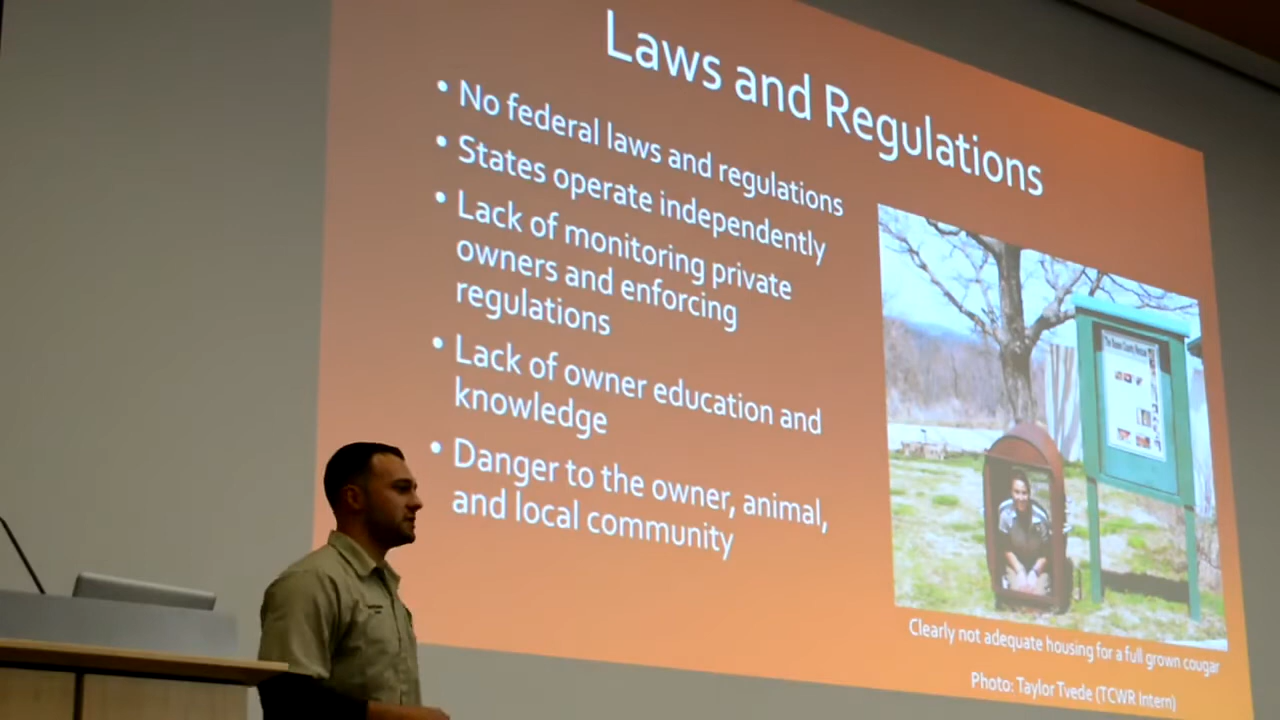 Laws and Regulations
• No federal laws and regulations
• States operate independently
• Lack of monitoring private
owners and enforcing
regulations
• Lack of owner education and
knowledge
• Danger to the owner, animal,
and local community
Clearly not adequate housing for a full grown cougar
Photo: Taylor Tvede (TCWR Intern)